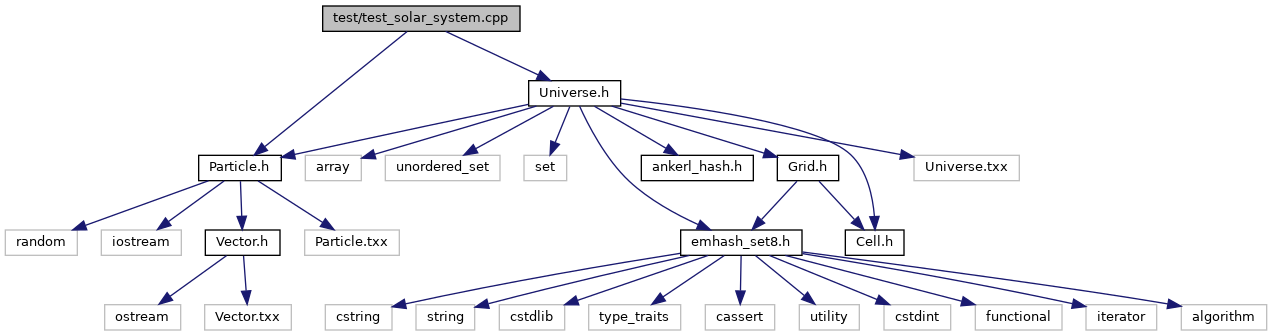 test/test_solar_system.cpp
Universe.h
Particle.h
array
unordered_set
set
ankerl_hash.h
Grid.h
Universe.txx
random
iostream
Vector.h
Particle.txx
emhash_set8.h
Cell.h
ostream
Vector.txx
cstring
string
cstdlib
type_traits
cassert
utility
cstdint
functional
iterator
algorithm